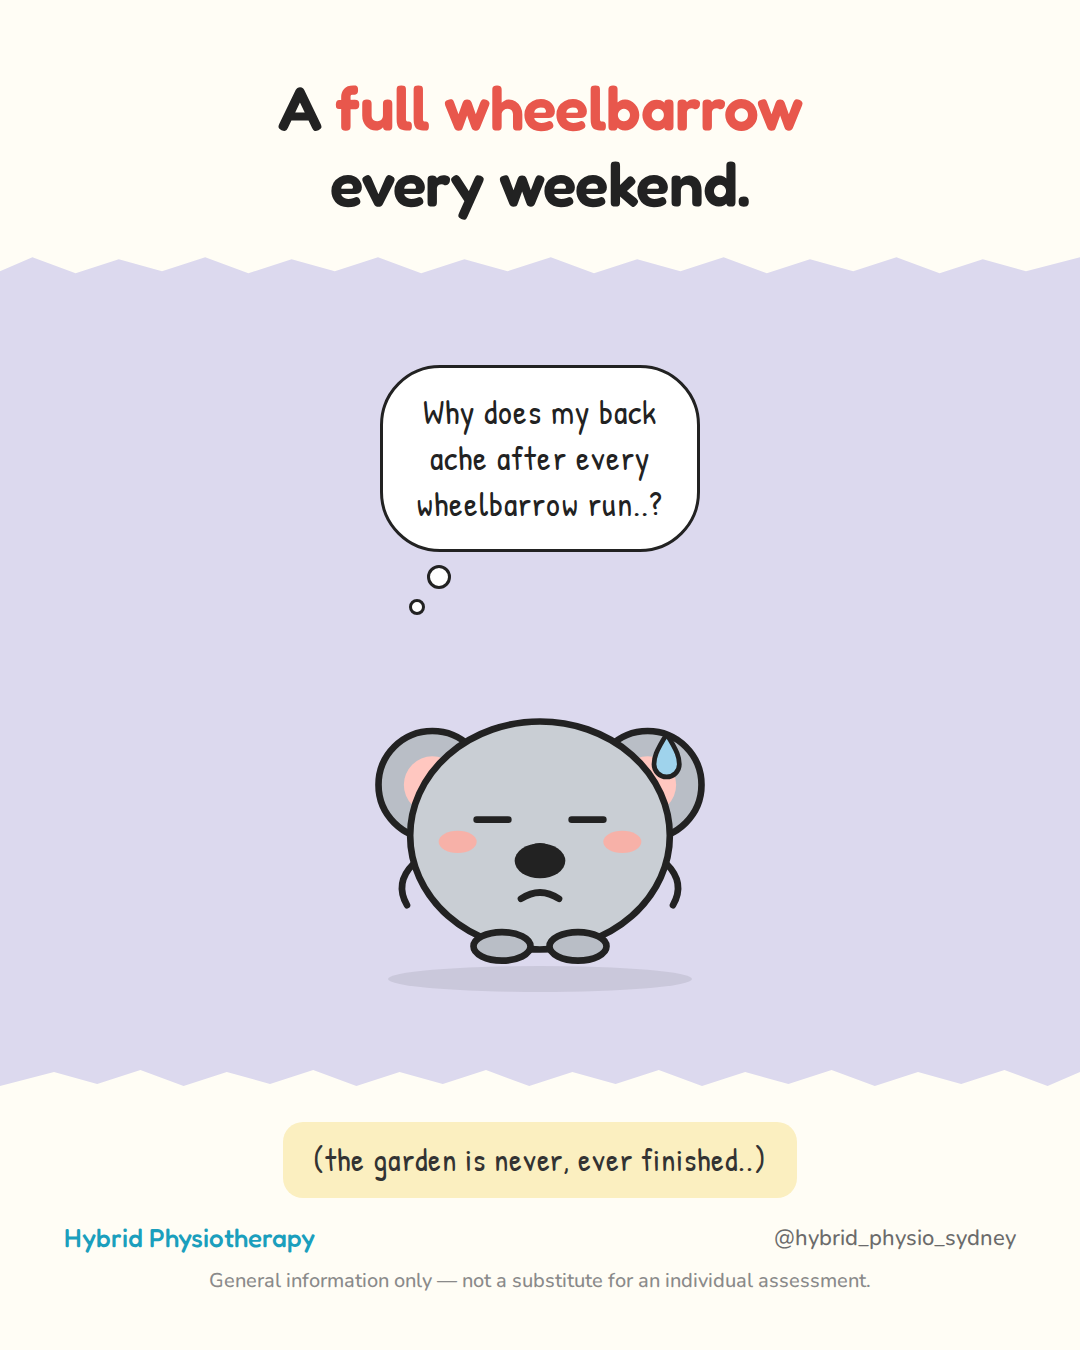 A full wheelbarrow
every weekend.
Why does my back
ache after every
wheelbarrow run..?
(the garden is never, ever finished..)
Hybrid Physiotherapy
@hybrid_physio_sydney
General information only — not a substitute for an individual assessment.